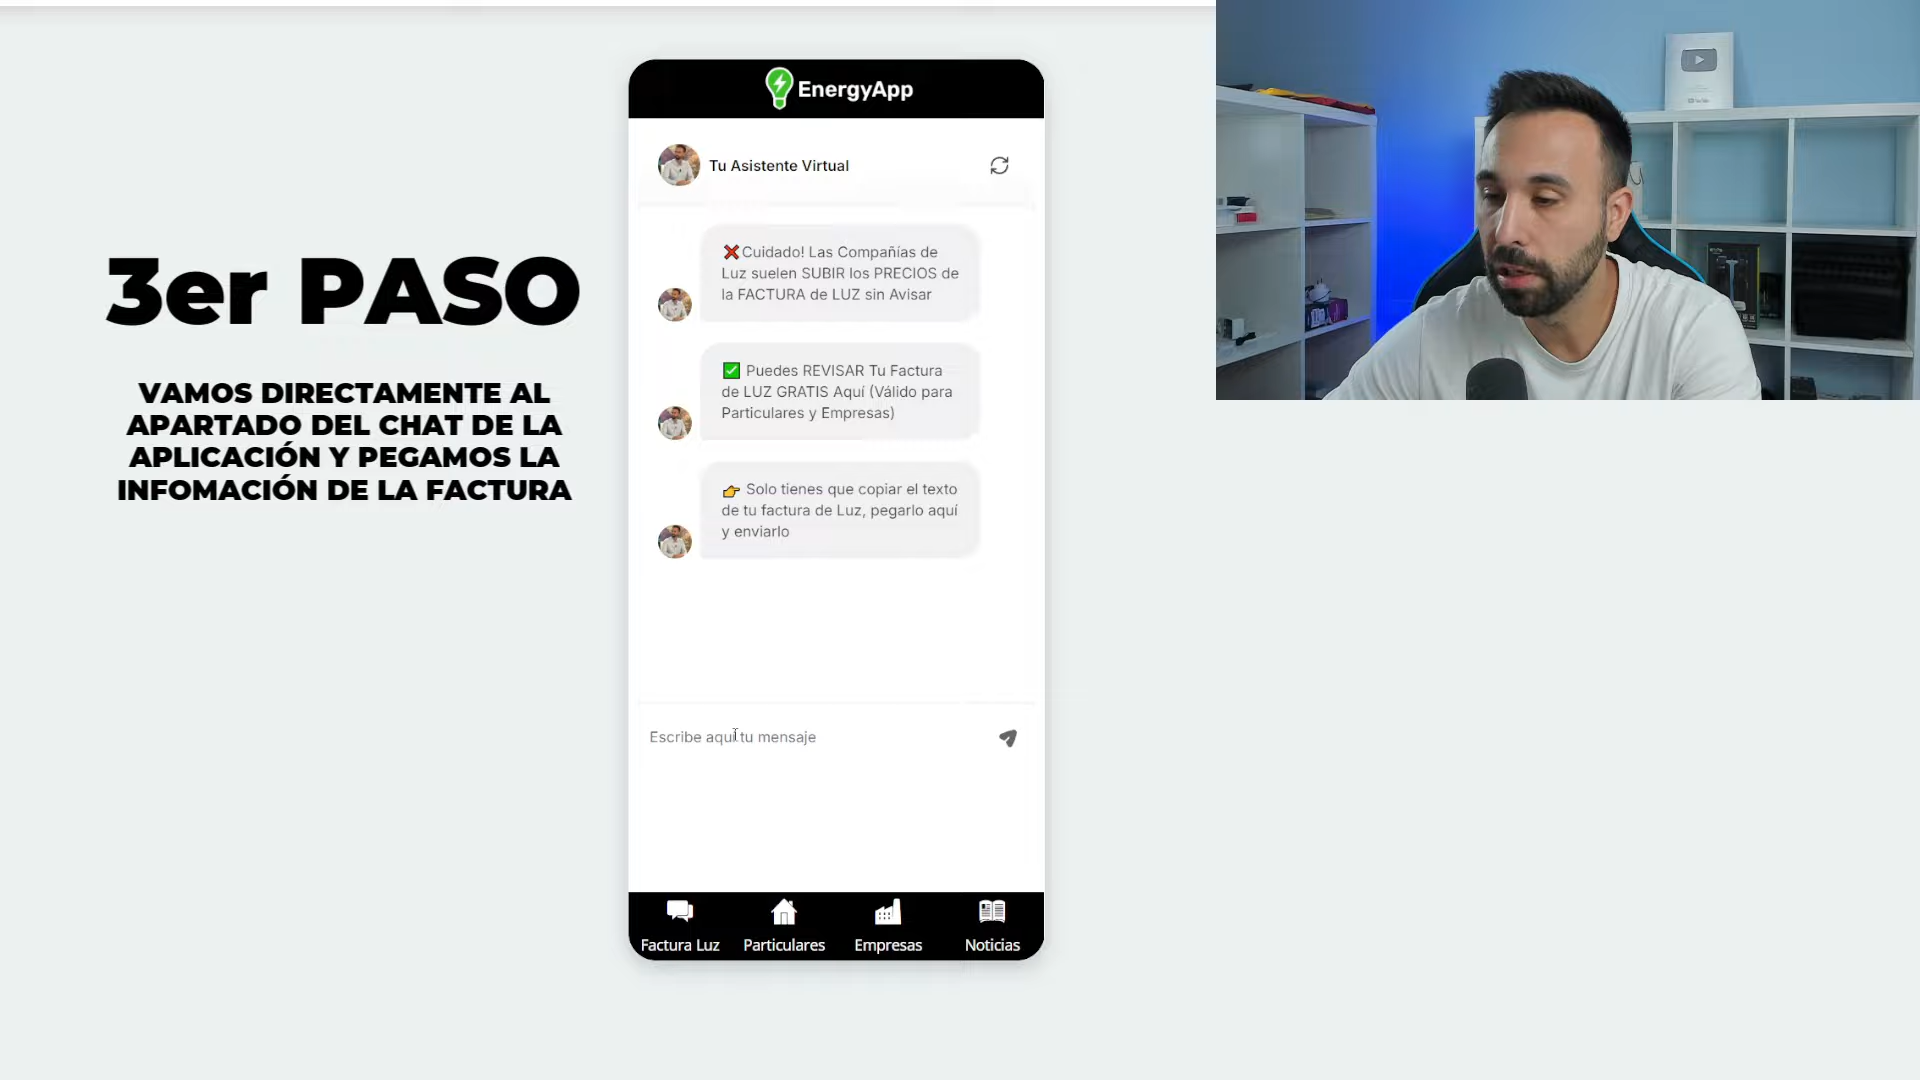 3er PASO
VAMOS DIRECTAMENTE AL
APARTADO DEL CHAT DE LA
APLICACIÓN Y PEGAMOS LA
INFOMACIÓN DE LA FACTURA
EnergyApp
Tu Asistente Virtual
❌Cuidado! Las Compañías de
Luz suelen SUBIR los PRECIOS de
la FACTURA de LUZ sin Avisar
✅ Puedes REVISAR Tu Factura
de LUZ GRATIS Aquí (Válido para
Particulares y Empresas)
👉 Solo tienes que copiar el texto
de tu factura de Luz, pegarlo aquí
y enviarlo
Escribe aquí tu mensaje
Factura Luz
Particulares
Empresas
Noticias